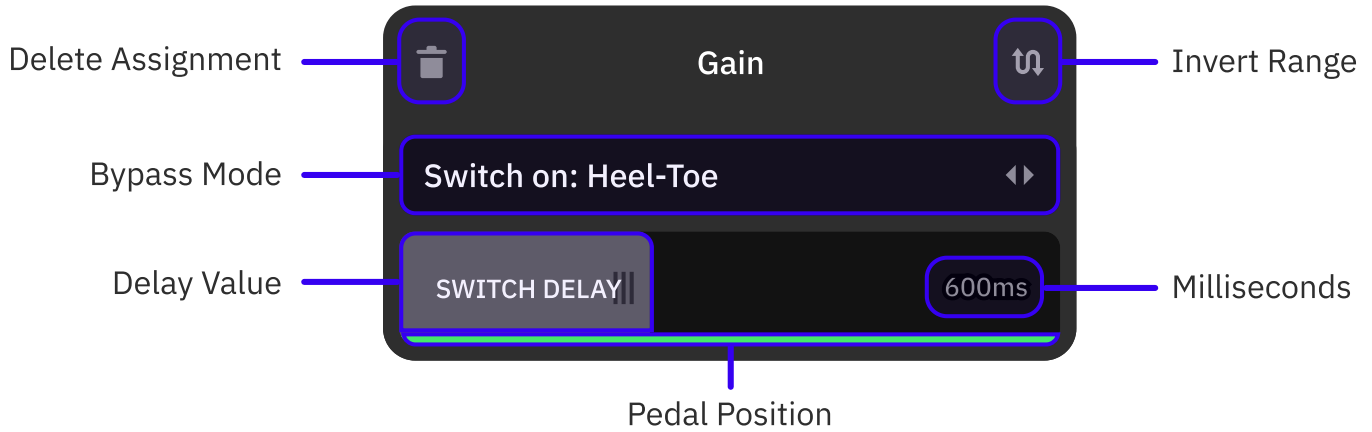 Delete Assignment
Gain
Invert Range
Bypass Mode
Switch on: Heel-Toe
Delay Value
SWITCH DELAY
600ms
Milliseconds
Pedal Position